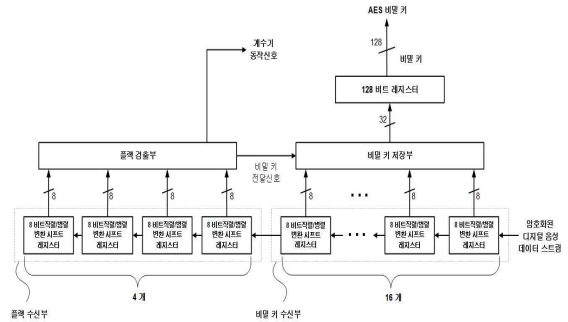 AES 비밀 키
128
비밀 키
계수기
동작신호
128 비트 레지스터
32
플랙 검출부
비밀 키
전달신호
비밀 키 저장부
8
8
8
8
8
...
8
8
8 비트직렬/병렬
변환 시프트
레지스터
8 비트직렬/병렬
변환 시프트
레지스터
8 비트직렬/병렬
변환 시프트
레지스터
8 비트직렬/병렬
변환 시프트
레지스터
8 비트직렬/병렬
변환 시프트
레지스터
...
8 비트직렬/병렬
변환 시프트
레지스터
8 비트직렬/병렬
변환 시프트
레지스터
암호화된
디지털 음성
데이터 스트림
4 개
16 개
플랙 수신부
비밀 키 수신부